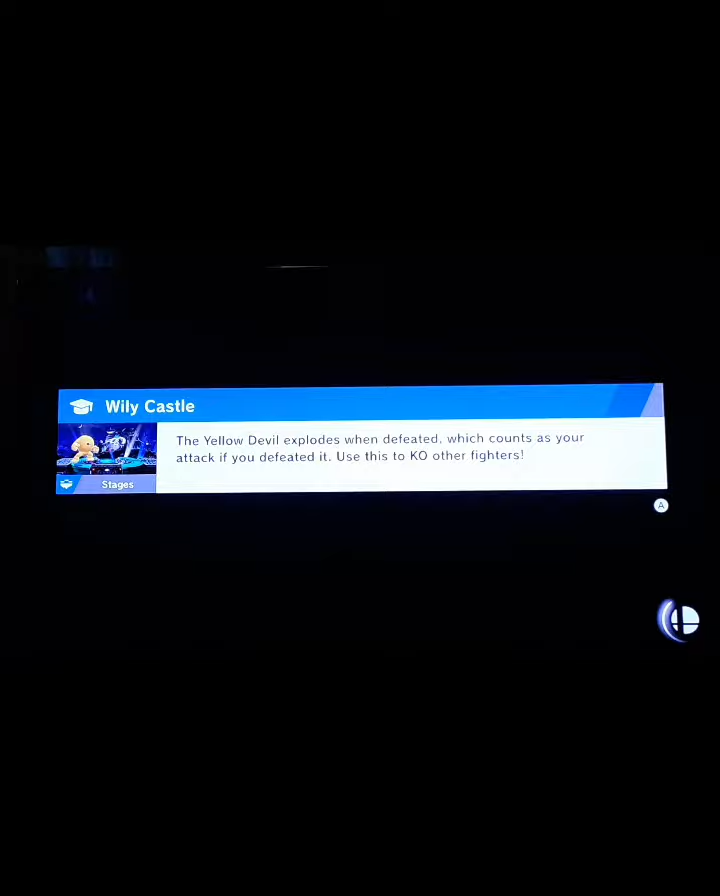 Wily Castle
The Yellow Devil explodes when defeated, which counts as your
attack if you defeated it. Use this to KO other fighters!
Stages
A